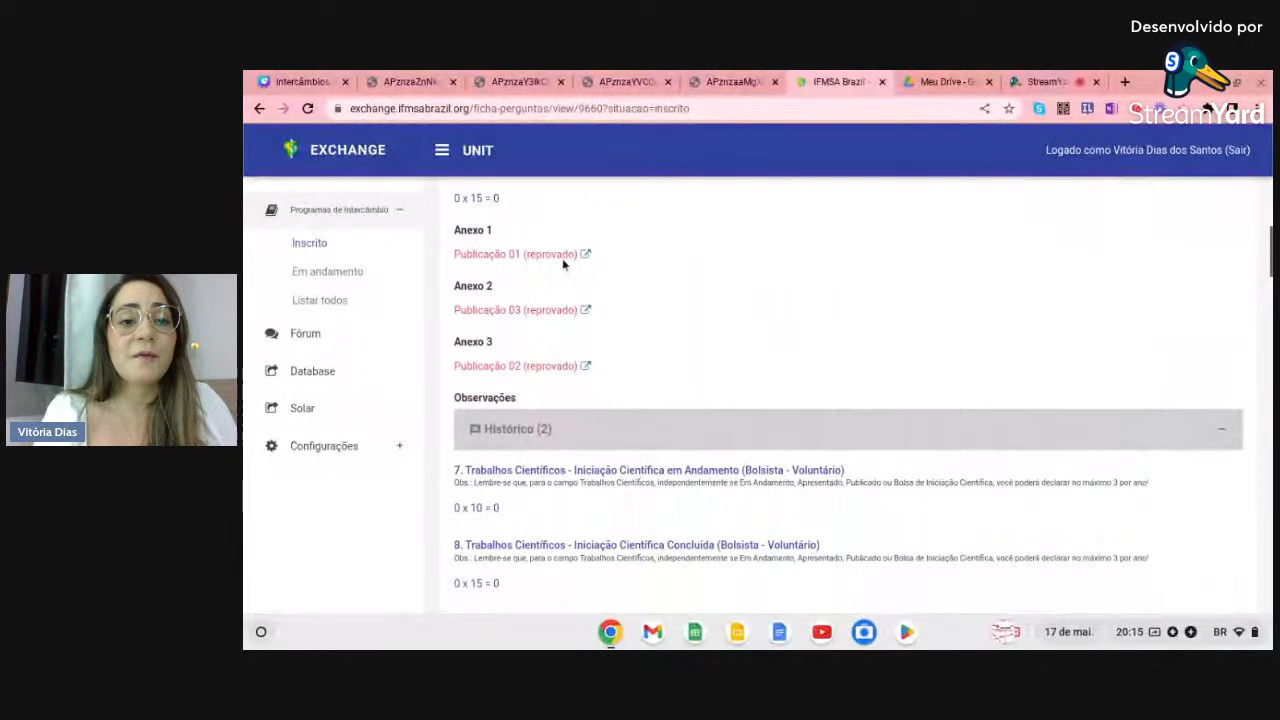 Desenvolvido por
StreamYard
Intercâmbios
APznzaZnNk
APznzaY3IkC
APznzaYVC0
APznzaaMgX
IFMSA Brazil -
Meu Drive - G
StreamYa
exchange.ifmsabrazil.org/ficha-perguntas/view/9660?situacao=inscrito
EXCHANGE
UNIT
Logado como Vitória Dias dos Santos (Sair)
Programas de Intercâmbio
Inscrito
Em andamento
Listar todos
Fórum
Database
Solar
Configurações
0 x 15 = 0
Anexo 1
Publicação 01 (reprovado)
Anexo 2
Publicação 03 (reprovado)
Anexo 3
Publicação 02 (reprovado)
Observações
Histórico (2)
7. Trabalhos Científicos - Iniciação Científica em Andamento (Bolsista - Voluntário)
Obs.: Lembre-se que, para o campo Trabalhos Científicos, independentemente se Em Andamento, Apresentado, Publicado ou Bolsa de Iniciação Científica, você poderá declarar no máximo 3 por ano!
0 x 10 = 0
8. Trabalhos Científicos - Iniciação Científica Concluída (Bolsista - Voluntário)
Obs.: Lembre-se que, para o campo Trabalhos Científicos, independentemente se Em Andamento, Apresentado, Publicado ou Bolsa de Iniciação Científica, você poderá declarar no máximo 3 por ano!
0 x 15 = 0
Vitória Dias
17 de mai.
20:15
BR